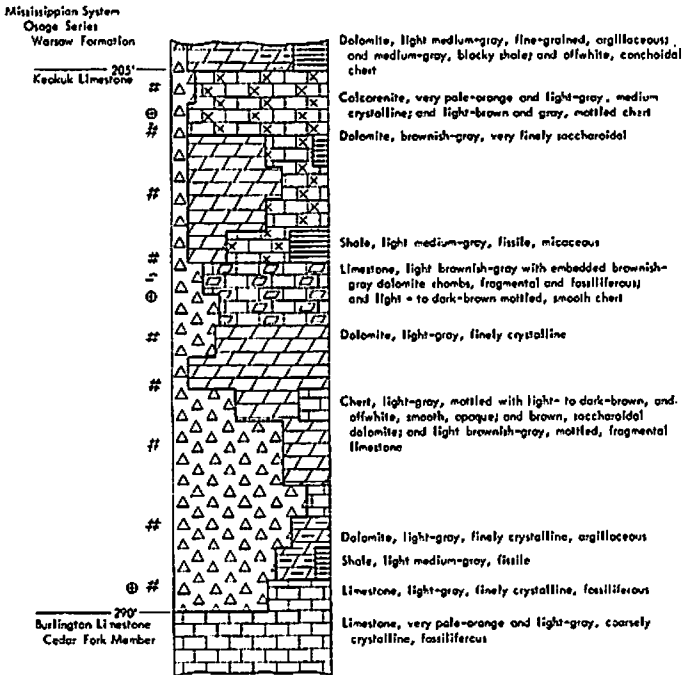 Mississippian System
Osage Series
Warsaw Formation
Dolomite, light medium-gray, fine-grained, argillaceous;
and medium-gray, blocky shale; and offwhite, conchoidal
chert
205'
Keokuk Limestone
Calcarenite, very pale-orange and light-gray, medium
crystalline; and light-brown and gray, mottled chert
Dolomite, brownish-gray, very finely saccharoidal
Shale, light medium-gray, fissile, micaceous
Limestone, light brownish-gray with embedded brownish-
gray dolomite rhombs, fragmental and fossiliferous;
and light- to dark-brown mottled, smooth chert
Dolomite, light-gray, finely crystalline
Chert, light-gray, mottled with light- to dark-brown, and
offwhite, smooth, opaque; and brown, saccharoidal
dolomite; and light brownish-gray, mottled, fragmental
limestone
Dolomite, light-gray, finely crystalline, argillaceous
Shale, light medium-gray, fissile
Limestone, light-gray, finely crystalline, fossiliferous
290'
Burlington Limestone
Cedar Fork Member
Limestone, very pale-orange and light-gray, coarsely
crystalline, fossiliferous